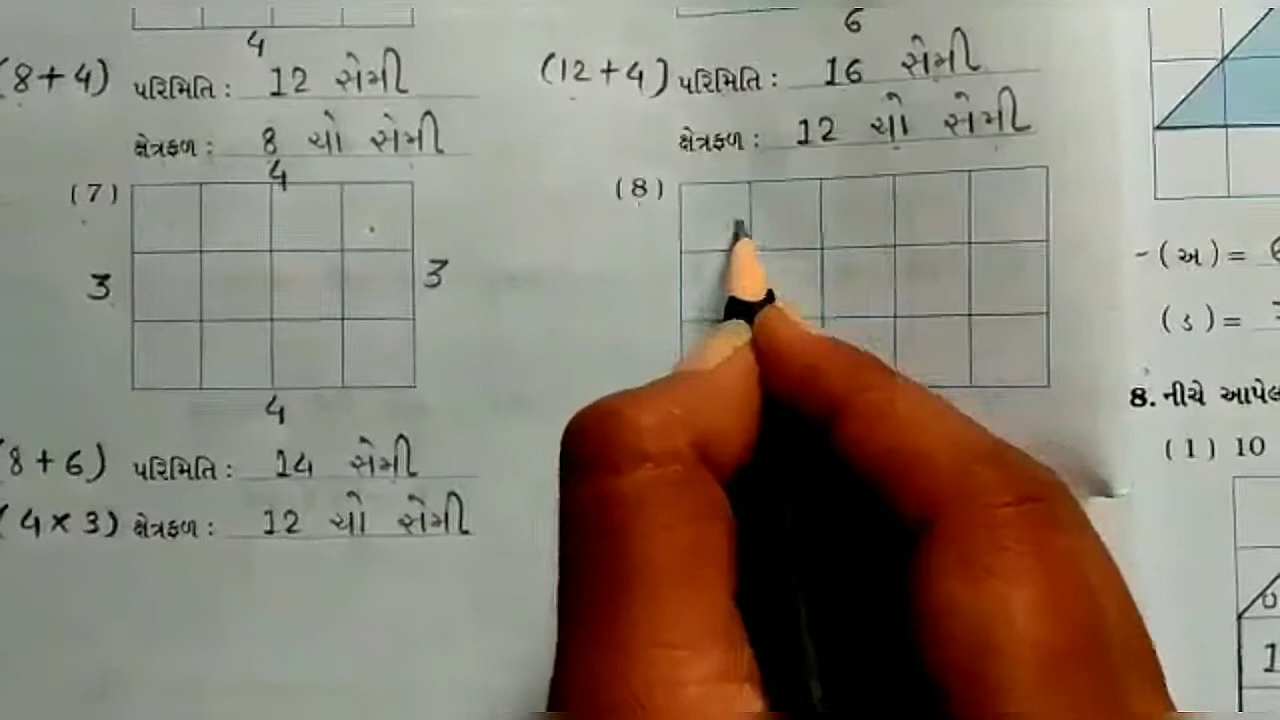 4
(8+4) પરિમિતિ : 12 સેમી
ક્ષેત્રફળ : 8 ચો સેમી
6
(12+4) પરિમિતિ : 16 સેમી
ક્ષેત્રફળ : 12 ચો સેમી
(7)
4
3
3
4
(8+6) પરિમિતિ : 14 સેમી
(4×3) ક્ષેત્રફળ : 12 ચો સેમી
(8)
(અ) =
(ડ) =
8. નીચે
(1) 10
1